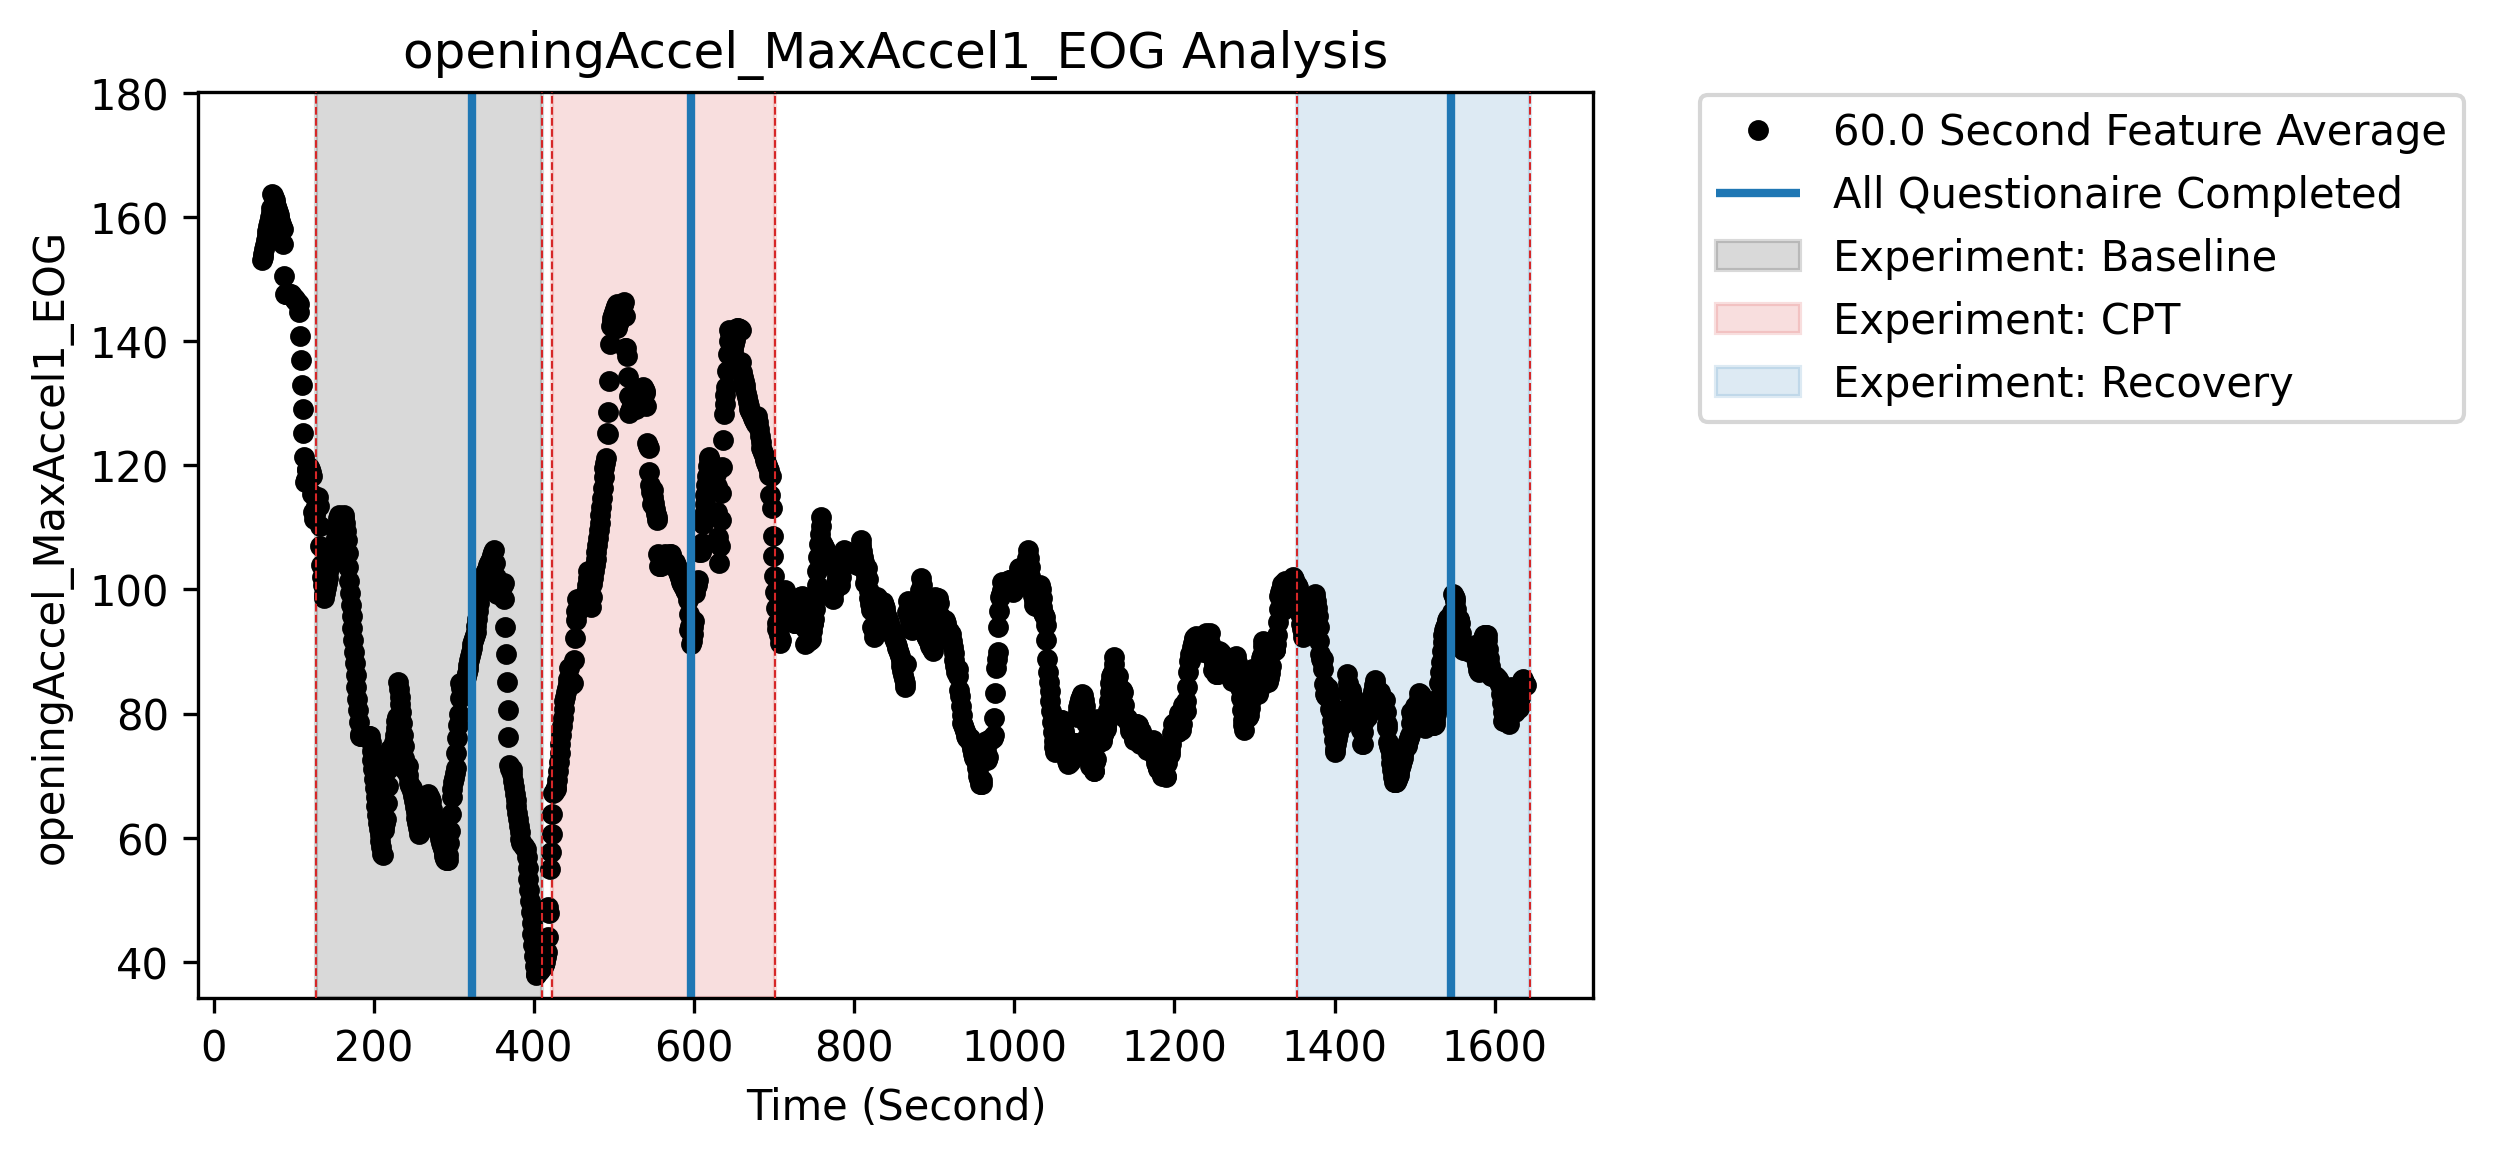 openingAccel_MaxAccel1_EOG Analysis
180
160
140
120
100
80
60
40
openingAccel_MaxAccel1_EOG
0 200 400 600 800 1000 1200 1400 1600
Time (Second)
60.0 Second Feature Average
All Questionaire Completed
Experiment: Baseline
Experiment: CPT
Experiment: Recovery